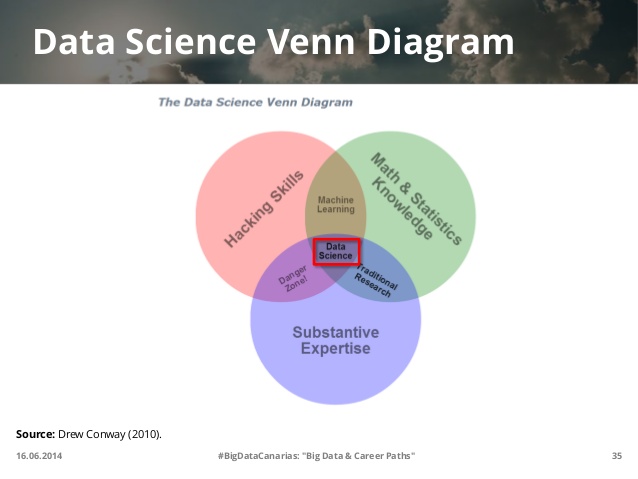 Data Science Venn Diagram
The Data Science Venn Diagram
Hacking Skills
Math & Statistics
Knowledge
Machine
Learning
Data
Science
Danger
Zone!
Traditional
Research
Substantive
Expertise
Source: Drew Conway (2010).
16.06.2014
#BigDataCanarias: "Big Data & Career Paths"
35